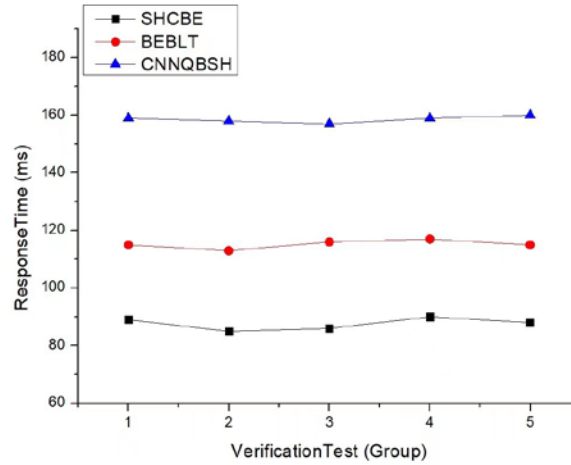 SHCBE
BEBLT
CNNQBSH
180
160
140
120
100
80
60
ResponseTime (ms)
1 2 3 4 5
VerificationTest (Group)